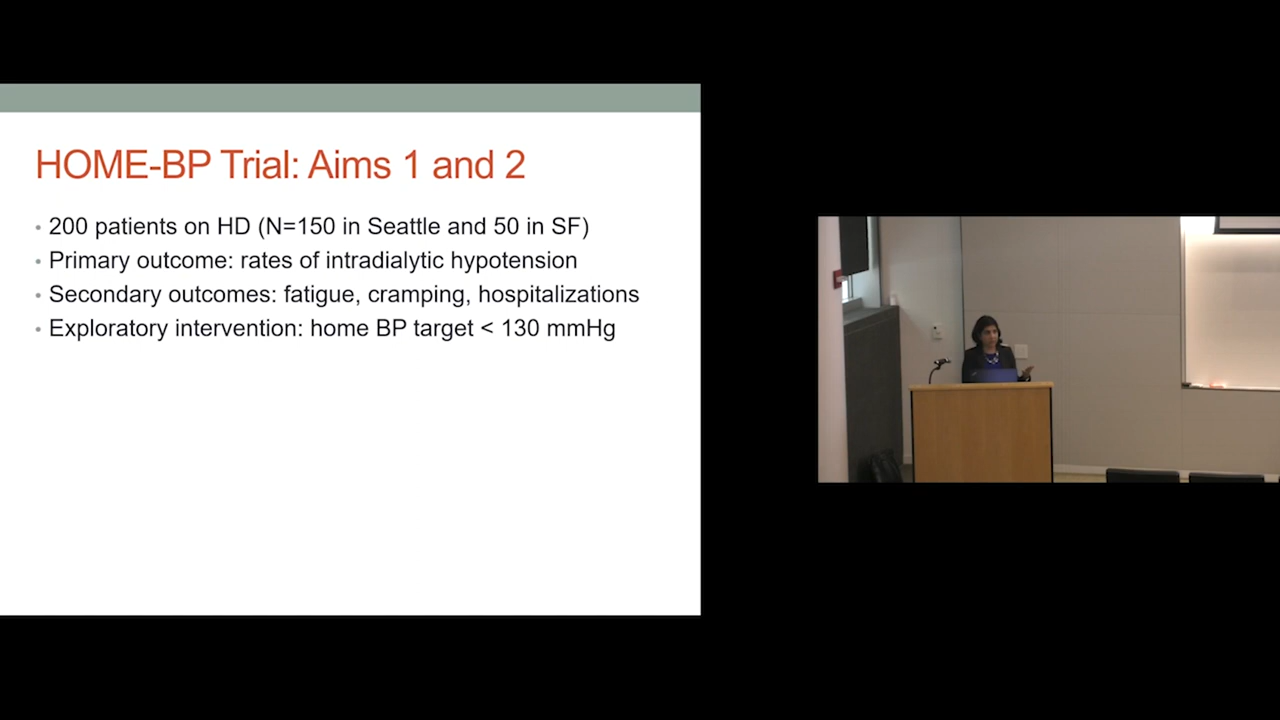 HOME-BP Trial: Aims 1 and 2
• 200 patients on HD (N=150 in Seattle and 50 in SF)
• Primary outcome: rates of intradialytic hypotension
• Secondary outcomes: fatigue, cramping, hospitalizations
• Exploratory intervention: home BP target < 130 mmHg